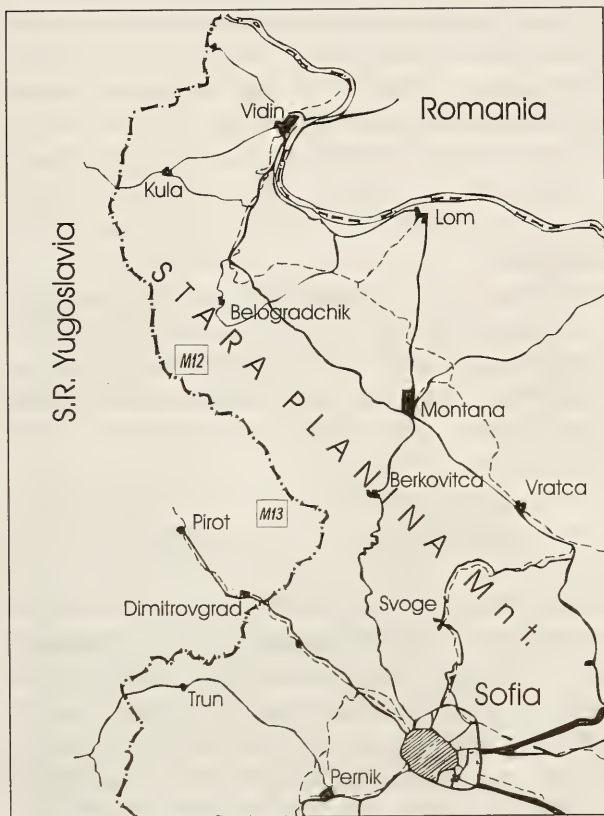 Romania
Vidin
Kula
Lom
S.R. Yugoslavia
STARA PLANINA Mnt.
Belogradchik
M12
Montana
Berkovitca
Vratca
M13
Pirot
Dimitrovgrad
Svoge
Sofia
Trun
Pernik